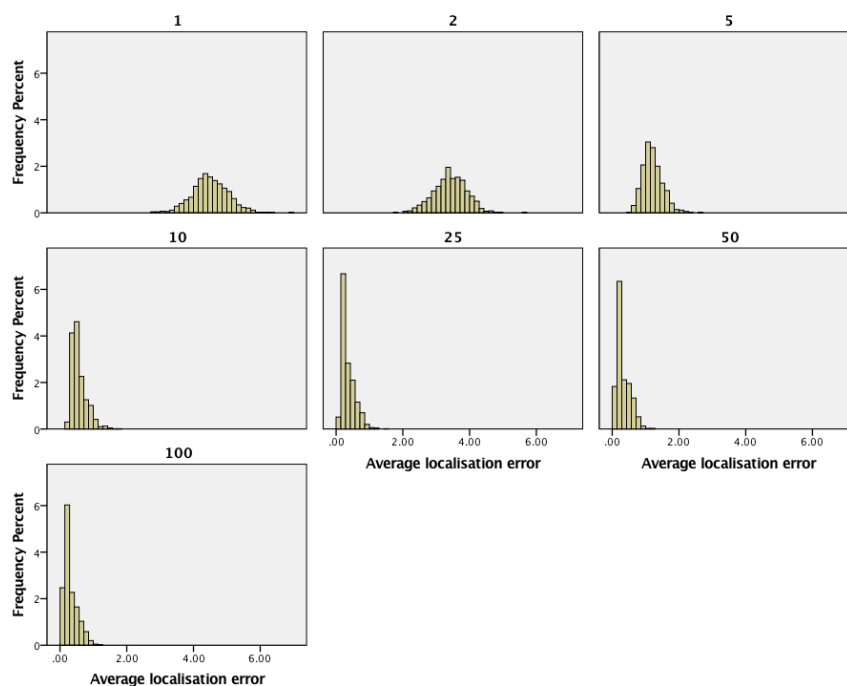 1 2 5
Frequency Percent
6
4
2
0
10 25 50
Frequency Percent
6
4
2
0
.00 2.00 4.00 6.00 .00 2.00 4.00 6.00
Average localisation error Average localisation error
100
Frequency Percent
6
4
2
0
.00 2.00 4.00 6.00
Average localisation error